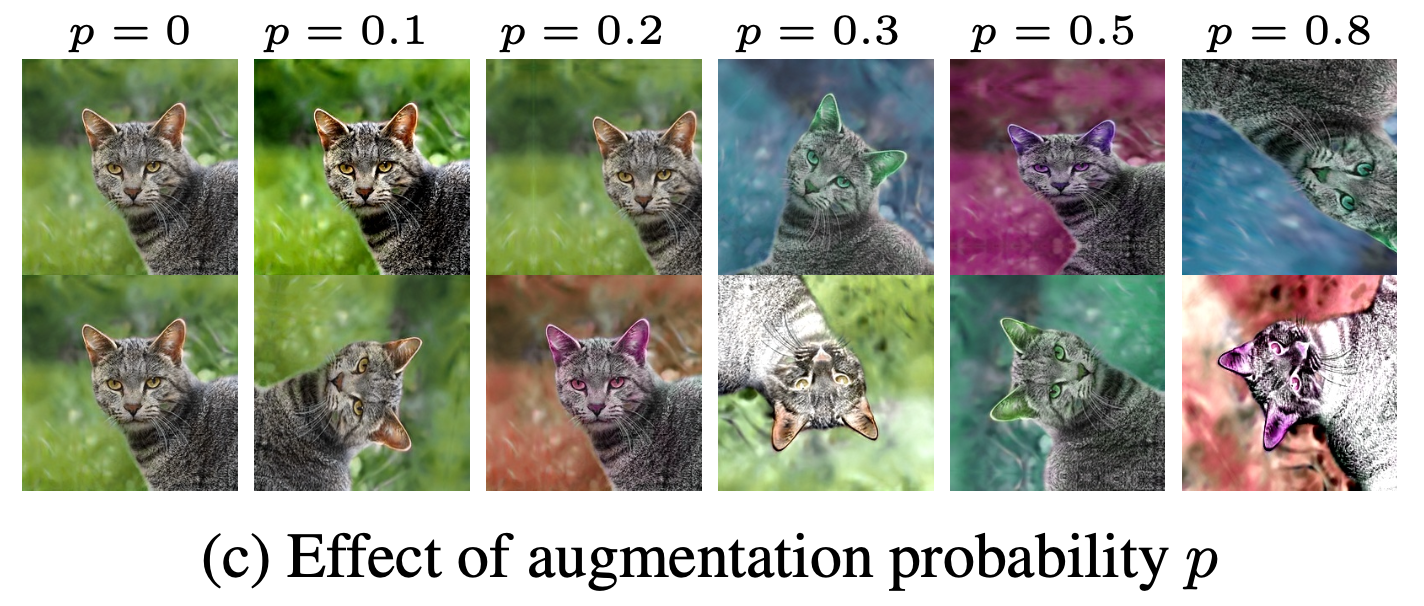 p = 0 p = 0.1 p = 0.2 p = 0.3 p = 0.5 p = 0.8
(c) Effect of augmentation probability p